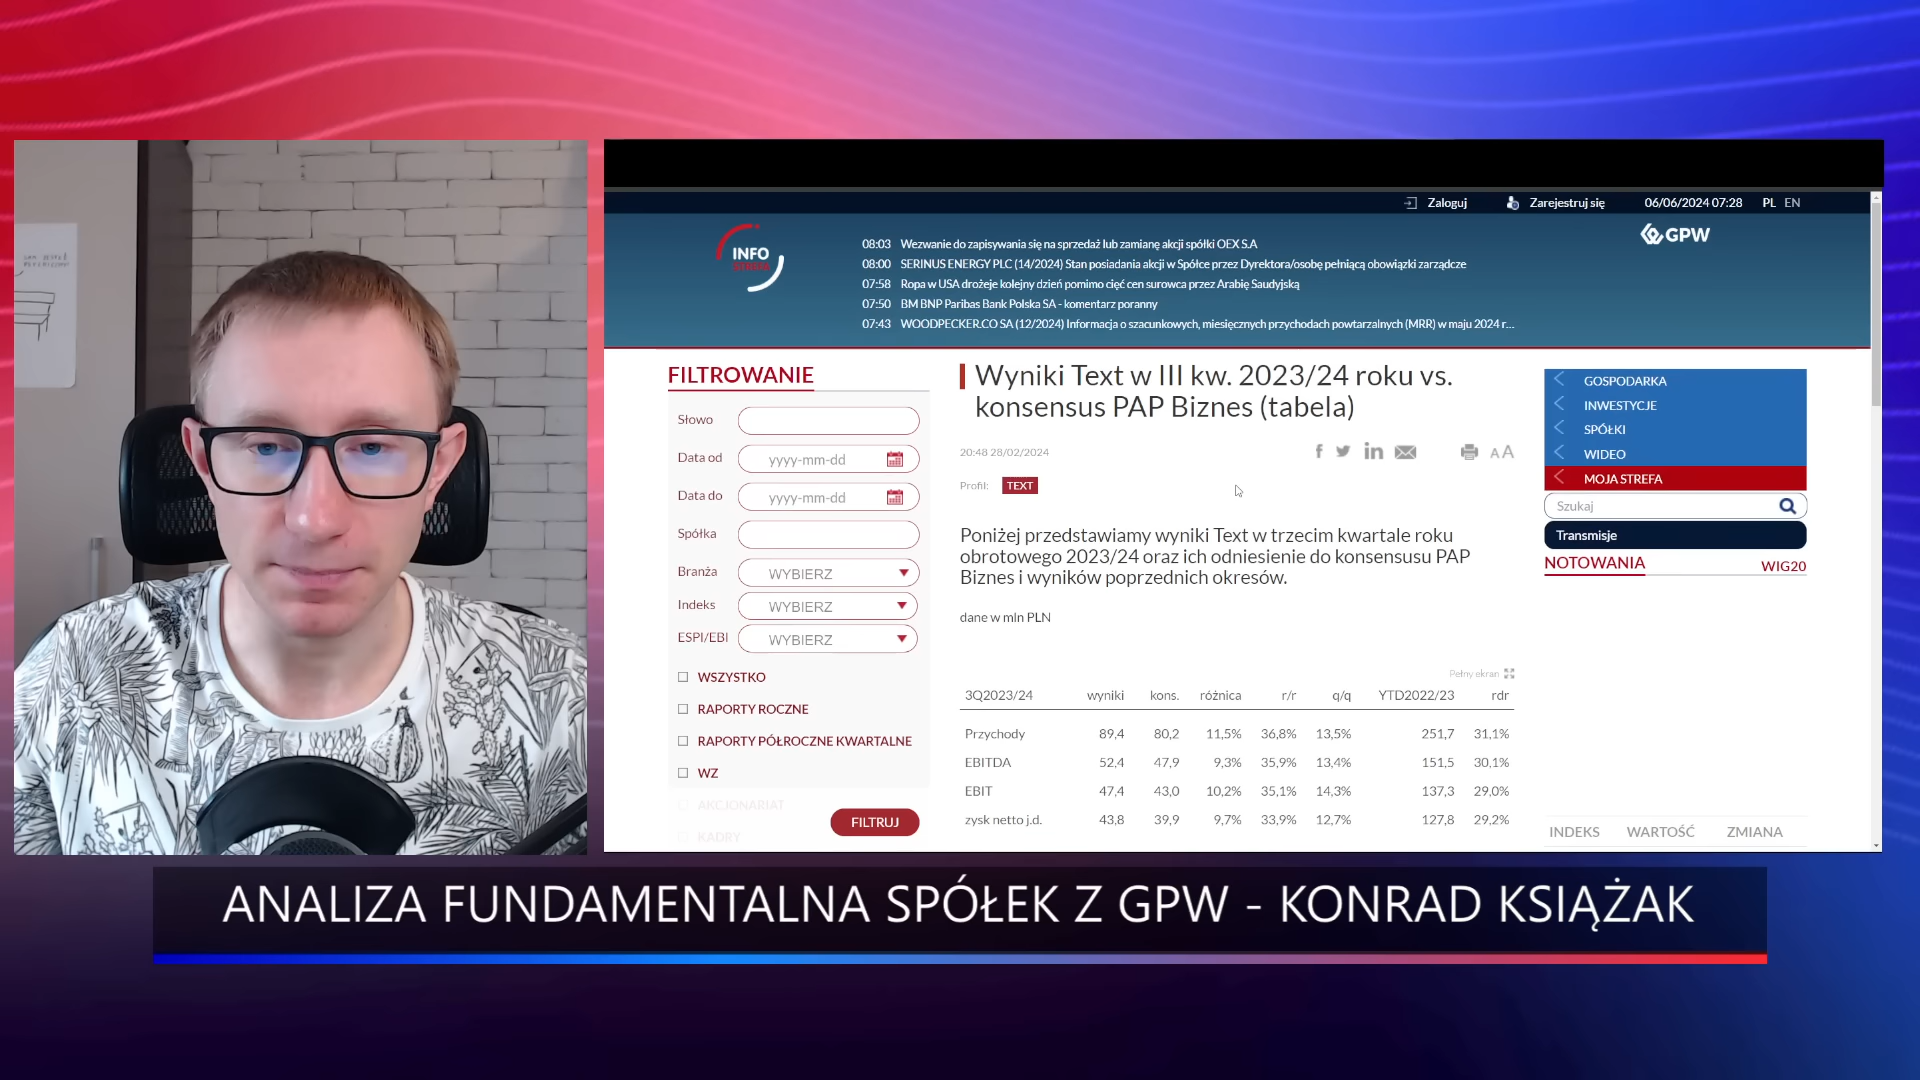 Zaloguj
Zarejestruj się
06/06/2024 07:28
PL EN
INFO
GPW
08:03 Wezwanie do zapisywania się na sprzedaż lub zamianę akcji spółki OEX S.A
08:00 SERINUS ENERGY PLC (14/2024) Stan posiadania akcji w Spółce przez Dyrektora/osobę pełniącą obowiązki zarządcze
07:58 Ropa w USA drożeje kolejny dzień pomimo cięć cen surowca przez Arabię Saudyjską
07:50 BM BNP Paribas Bank Polska SA - komentarz poranny
07:43 WOODPECKER.CO SA (12/2024) Informacja o szacunkowych, miesięcznych przychodach powtarzalnych (MRR) w maju 2024 r...
FILTROWANIE
Słowo
Data od yyyy-mm-dd
Data do yyyy-mm-dd
Spółka
Branża WYBIERZ
Indeks WYBIERZ
ESPI/EBI WYBIERZ
WSZYSTKO
RAPORTY ROCZNE
RAPORTY PÓŁROCZNE KWARTALNE
WZ
AKCJONARIAT
KADRY
FILTRUJ
Wyniki Text w III kw. 2023/24 roku vs.
konsensus PAP Biznes (tabela)
20:48 28/02/2024
A A
Profil: TEXT
Poniżej przedstawiamy wyniki Text w trzecim kwartale roku
obrotowego 2023/24 oraz ich odniesienie do konsensusu PAP
Biznes i wyników poprzednich okresów.
dane w mln PLN
Pełny ekran
3Q2023/24 wyniki kons. różnica r/r q/q YTD2022/23 rdr
Przychody 89,4 80,2 11,5% 36,8% 13,5% 251,7 31,1%
EBITDA 52,4 47,9 9,3% 35,9% 13,4% 151,5 30,1%
EBIT 47,4 43,0 10,2% 35,1% 14,3% 137,3 29,0%
zysk netto j.d. 43,8 39,9 9,7% 33,9% 12,7% 127,8 29,2%
GOSPODARKA
INWESTYCJE
SPÓŁKI
WIDEO
MOJA STREFA
Szukaj
Transmisje
NOTOWANIA WIG20
INDEKS WARTOŚĆ ZMIANA
ANALIZA FUNDAMENTALNA SPÓŁEK Z GPW - KONRAD KSIĄŻAK